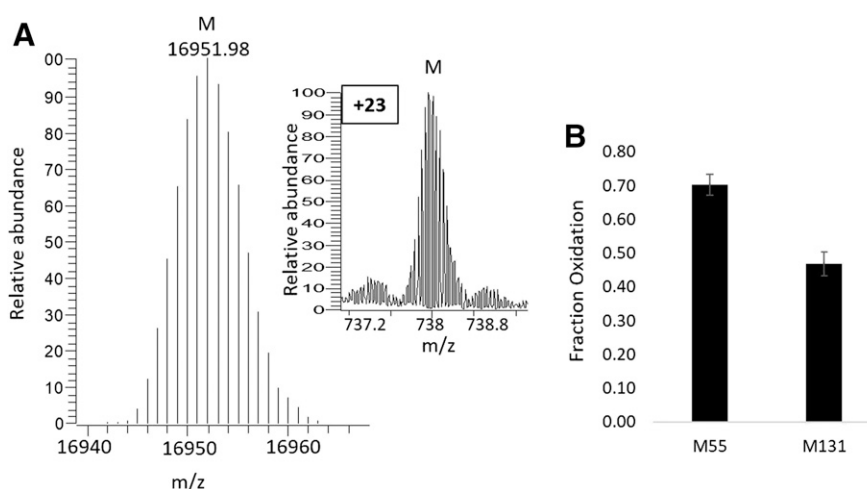 A
M
16951.98
00
90
80
70
60
50
40
30
20
10
0
Relative abundance
16940 16950 16960
m/z
+23
M
100
90
80
70
60
50
40
30
20
10
0
Relative abundance
737.2 738 738.8
m/z
B
0.80
0.70
0.60
0.50
0.40
0.30
0.20
0.10
0.00
Fraction Oxidation
M55 M131